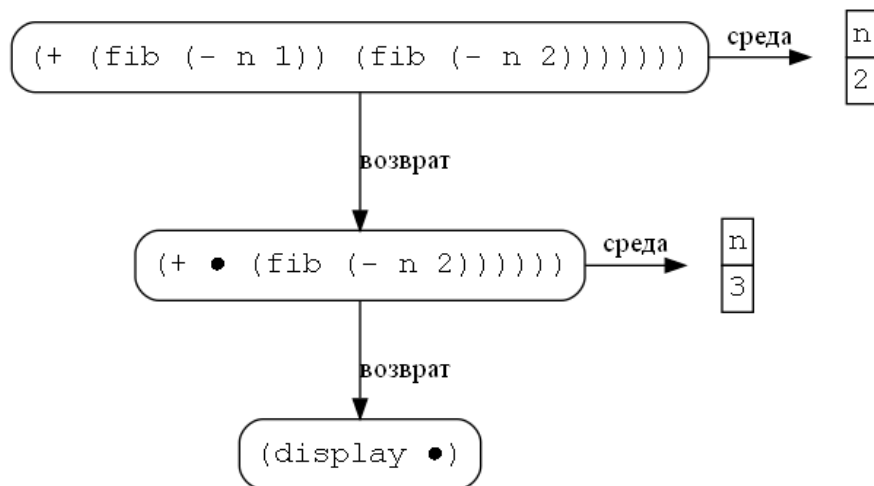 (+ (fib (- n 1)) (fib (- n 2)))))))
среда
n
2
возврат
(+ ● (fib (- n 2))))))
среда
n
3
возврат
(display ●)